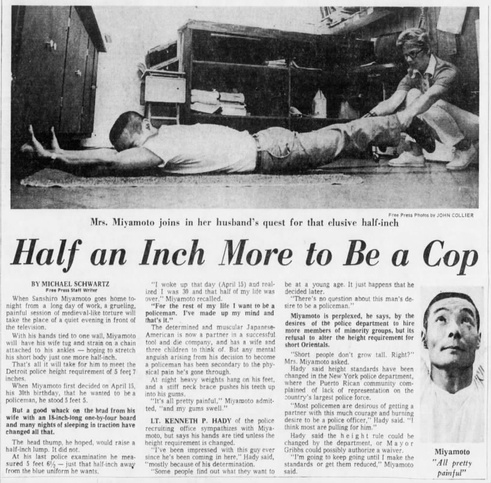 Free Press Photo by JOHN COLLIER
Mrs. Miyamoto joins in her husband's quest for that elusive half-inch
Half an Inch More to Be a Cop
BY MICHAEL SCHWARTZ
Free Press Staff Writer
When Sanshiro Miyamoto goes home to-
night from a long day of work, a grueling,
painful session of medieval-like torture will
take the place of a quiet evening in front of
the television.
With his hands tied to one wall, Miyamoto
will have his wife tug and strain on a chain
attached to his ankles — hoping to stretch
his short body just one more half-inch.
That's all it will take for him to meet the
Detroit police height requirement of 5 feet 7
inches.
When Miyamoto first decided on April 15,
his 38th birthday, that he wanted to be a
policeman, he stood 5 feet 5.
But a good whack on the head from his
wife with an 18-inch-long one-by-four board
and many nights of sleeping in traction have
changed all that.
The head thump, he hoped, would raise a
half-inch lump. It did not.
At his last police examination he mea-
sured 5 feet 6½ — just that half-inch away
from the blue uniform he wants.
"I woke up that day (April 15) and real-
ized I was 38 and that half of my life was
over," Miyamoto recalled.
"For the rest of my life I want to be a
policeman. I've made up my mind and
that's it."
The determined and muscular Japanese-
American is now a partner in a successful
tool and die company, and has a wife and
three children to think of. But any mental
anguish arising from his decision to become
a policeman has been secondary to the phy-
sical pain he's gone through.
At night heavy weights hang on his feet,
and a stiff neck brace pushes his teeth up
into his gums.
"It's all pretty painful," Miyamoto admit-
ted, "and my gums swell."
LT. KENNETH P. HADY of the police
recruiting office sympathizes with Miya-
moto, but says his hands are tied unless the
height requirement is changed.
"I've been impressed with this guy ever
since he's been coming in here," Hady said,
"mostly because of his determination.
"Some people find out what they want to
be at a young age. It just happens that he
decided later.
"There's no question about this man's de-
sire to be a policeman."
Miyamoto is perplexed, he says, by the
desires of the police department to hire
more members of minority groups, but its
refusal to alter the height requirement for
short Orientals.
"Short people don't grow tall. Right?"
Mrs. Miyamoto asked.
Hady said height standards have been
changed in the New York police department,
where the Puerto Rican community com-
plained of lack of representation on the
country's largest police force.
"Most policemen are desirous of getting a
partner with this much courage and burning
desire to be a police officer," Hady said. "I
think most are pulling for him."
Hady said the height rule could be
changed by the department, or Mayor
Gribbs could possibly authorize a waiver.
"I'm going to keep going until I make the
standards or get them reduced," Miyamoto
said.
Miyamoto
"All pretty
painful"